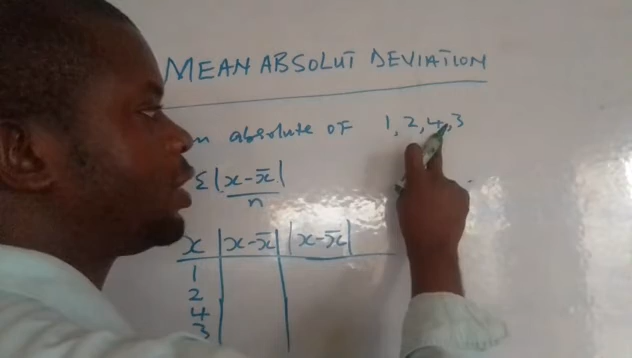 MEAN ABSOLUT DEVIATION
absolute of 1, 2, 4, 3
Σ|x-x̄|
n
x | x-x̄ | |x-x̄|
1
2
4
3